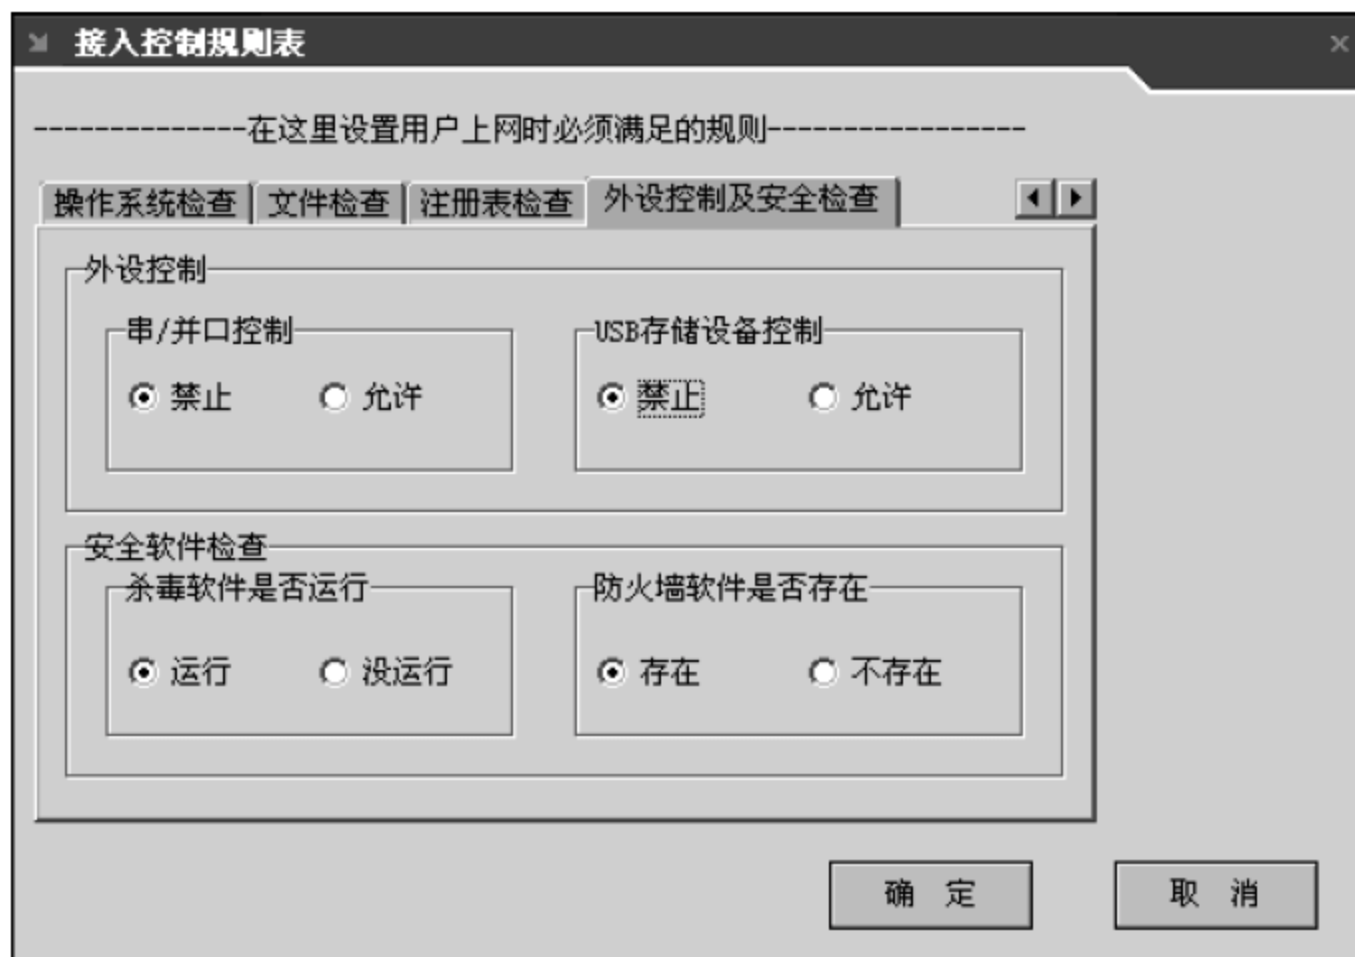 接入控制规则表
--------------在这里设置用户上网时必须满足的规则-----------------
操作系统检查 文件检查 注册表检查 外设控制及安全检查
外设控制
串/并口控制 USB存储设备控制
禁止 允许 禁止 允许
安全软件检查
杀毒软件是否运行 防火墙软件是否存在
运行 没运行 存在 不存在
确 定 取 消